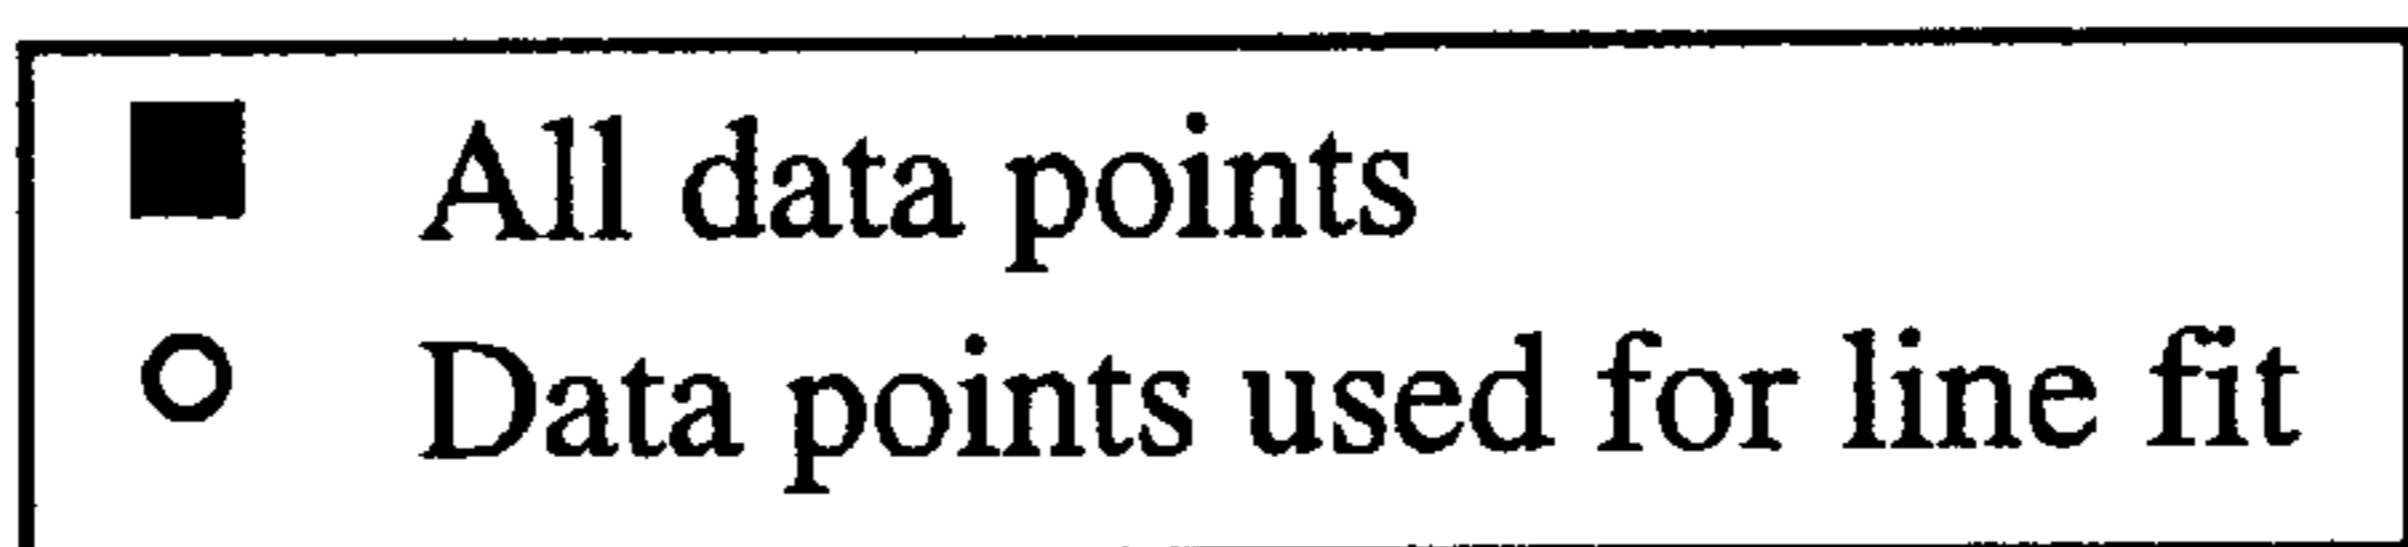 All data points
Data points used for line fit